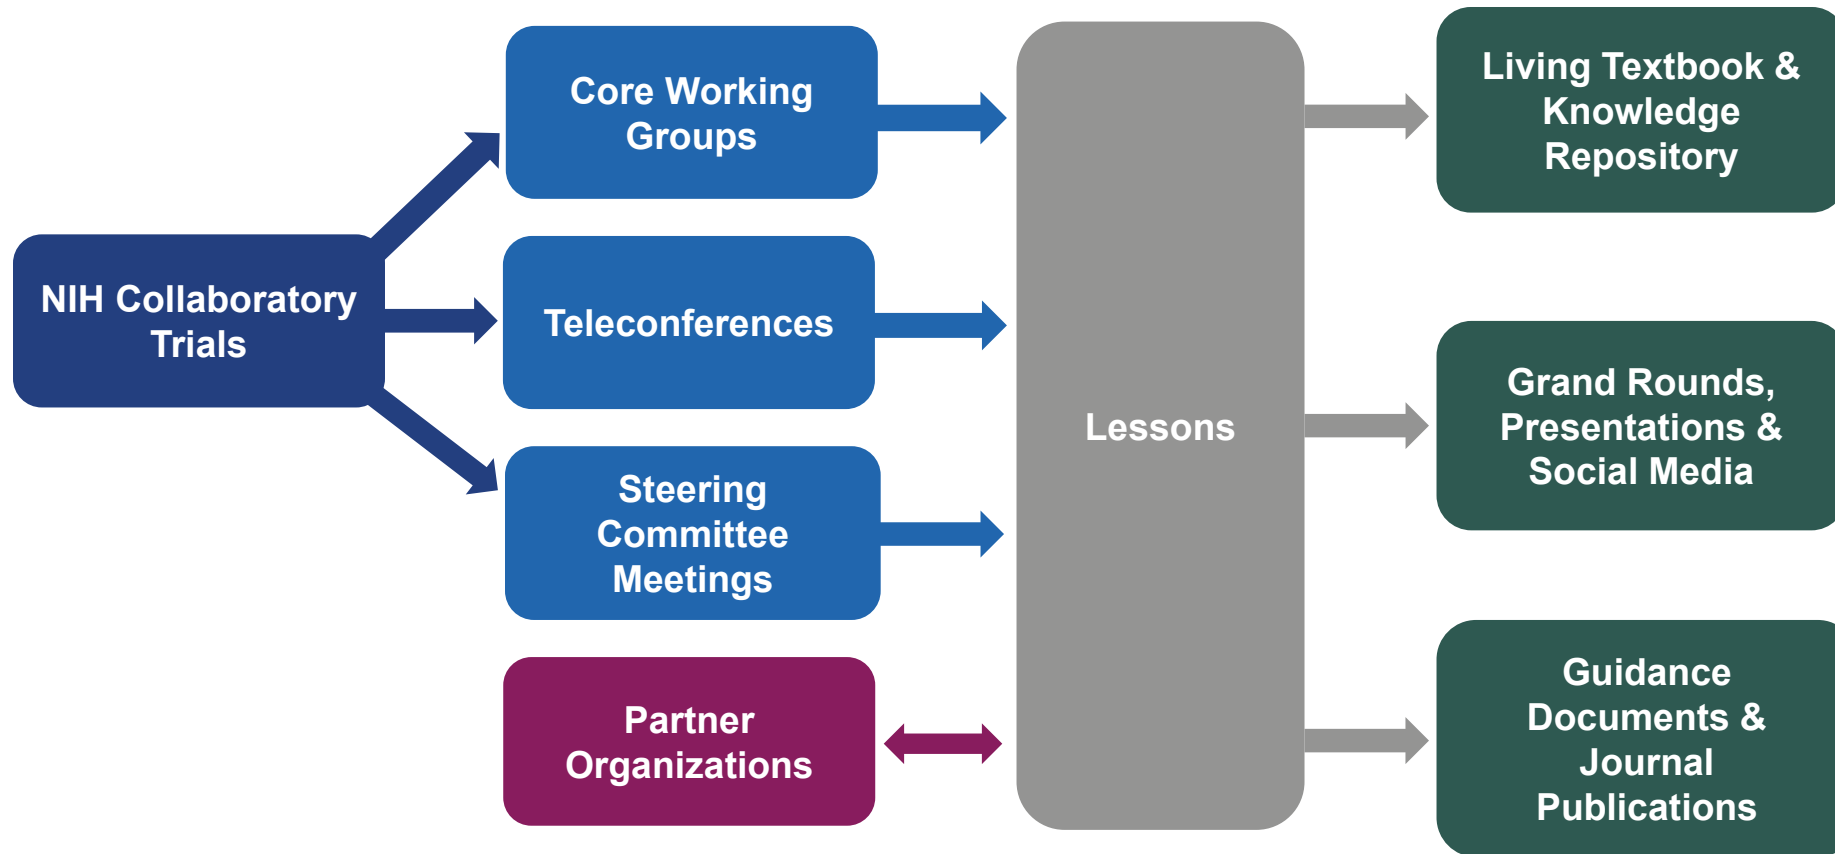 NIH Collaboratory
Trials
Core Working
Groups
Teleconferences
Steering
Committee
Meetings
Partner
Organizations
Lessons
Living Textbook &
Knowledge
Repository
Grand Rounds,
Presentations &
Social Media
Guidance
Documents &
Journal
Publications